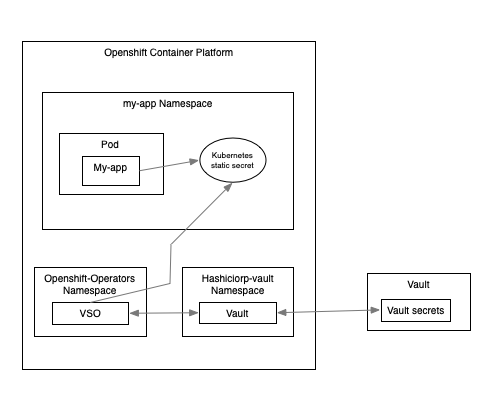 Openshift Container Platform
my-app Namespace
Pod
My-app
Kubernetes
static secret
Openshift-Operators
Namespace
VSO
Hashiciorp-vault
Namespace
Vault
Vault
Vault secrets